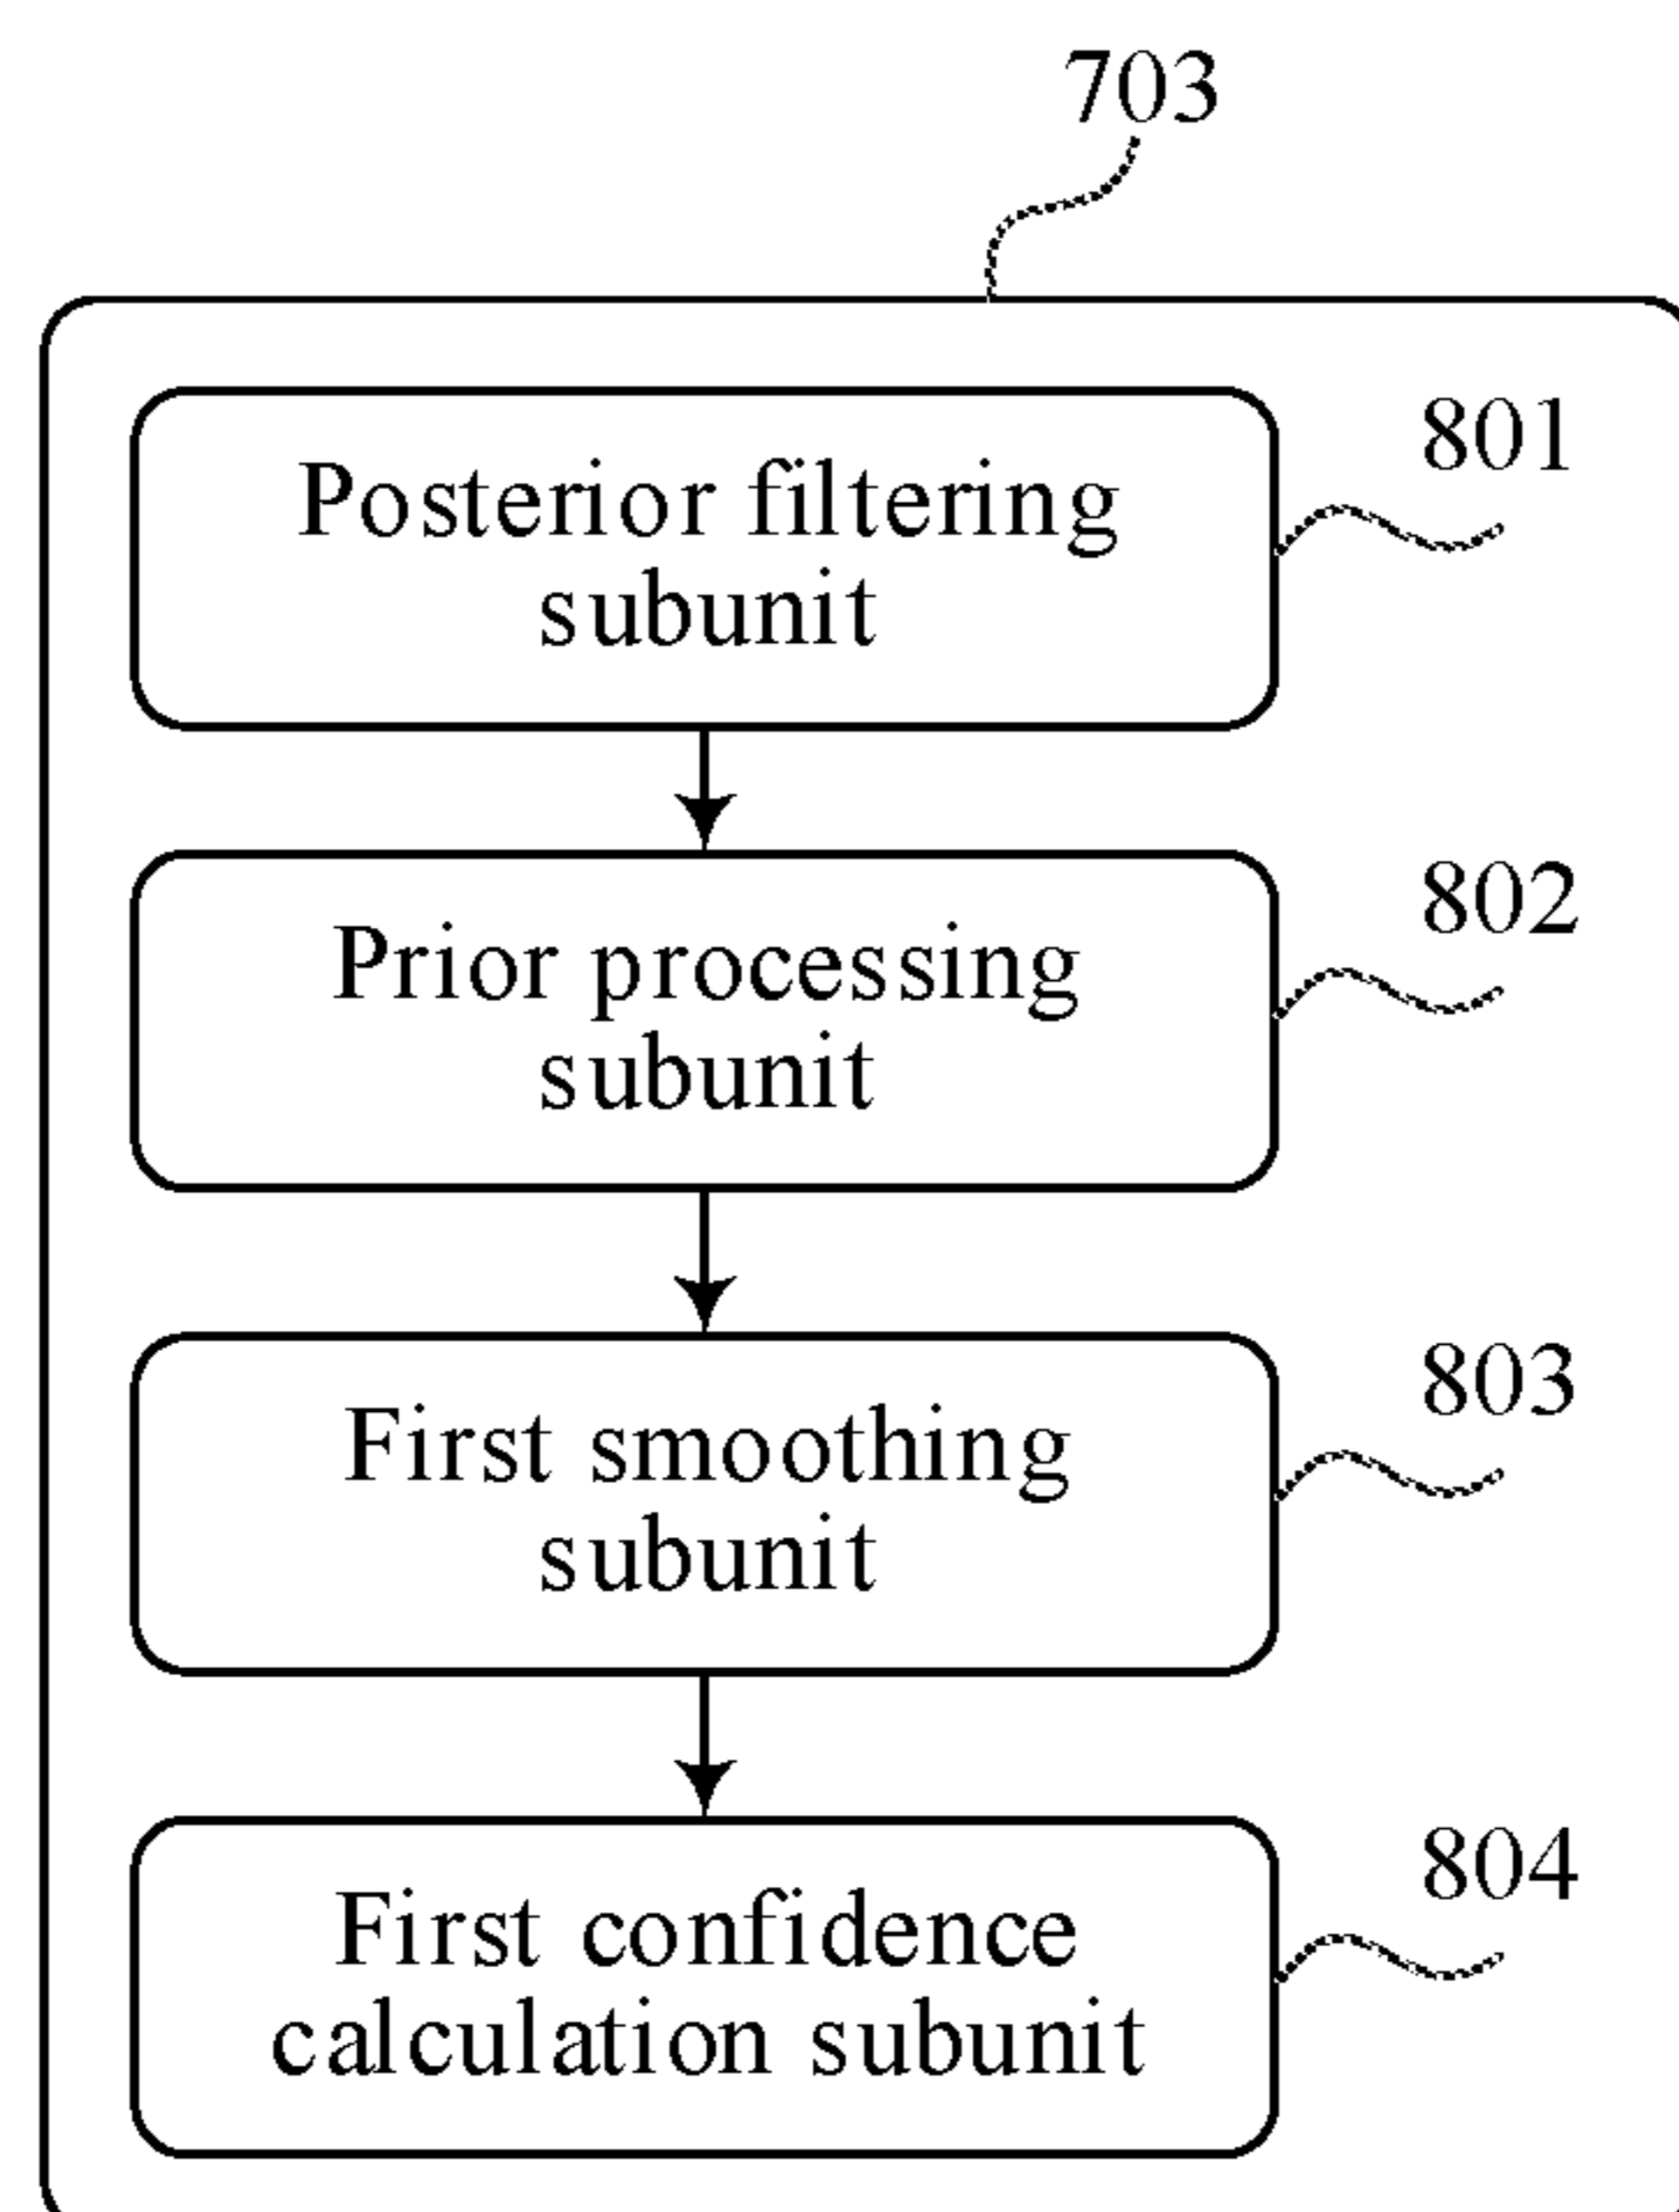 703
Posterior filtering
subunit
801
Prior processing
subunit
802
First smoothing
subunit
803
First confidence
calculation subunit
804